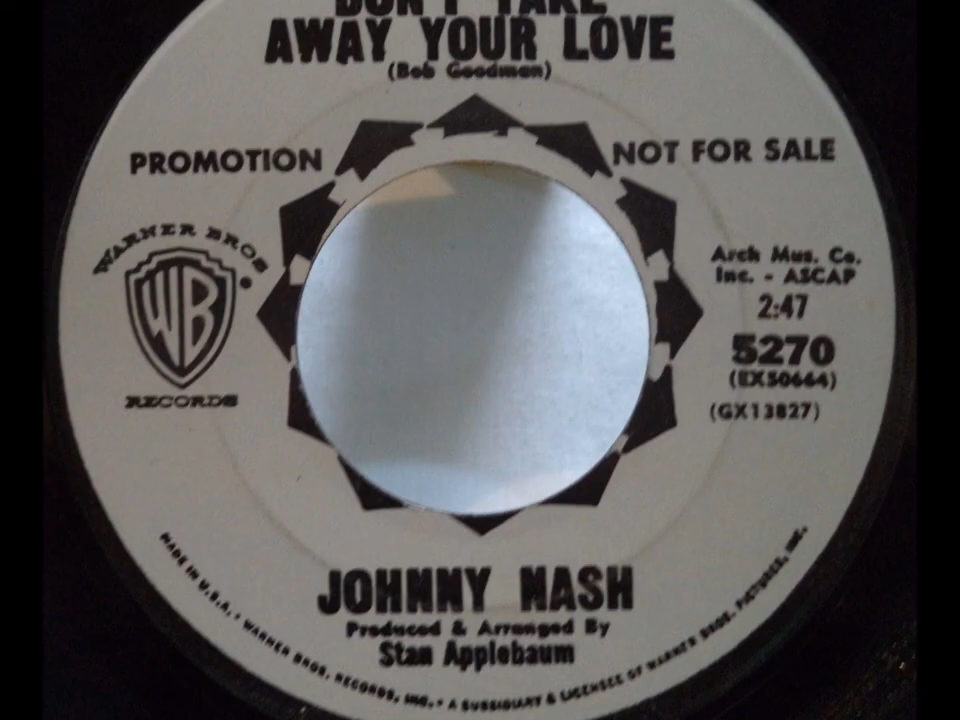 DON'T TAKE
AWAY YOUR LOVE
(Bob Goodman)
PROMOTION
NOT FOR SALE
WARNER BROS
WB
RECORDS
Arch Mus. Co.
Inc. - ASCAP
2:47
5270
(EX50664)
(GX13827)
JOHNNY NASH
Produced & Arranged By
Stan Applebaum
MADE IN U.S.A. • WARNER BROS. RECORDS, INC. • A SUBSIDIARY & LICENSEE OF WARNER BROS. PICTURES, INC.